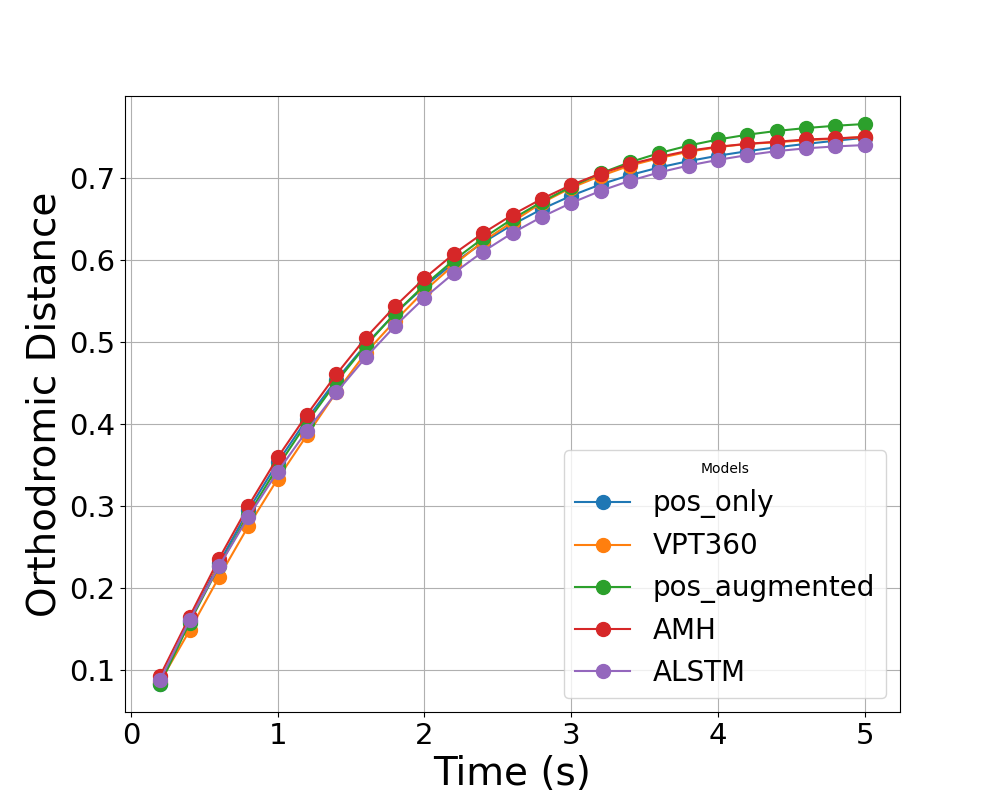 Orthodromic Distance
0.7
0.6
0.5
0.4
0.3
0.2
0.1
0
1
2
3
4
5
Time (s)
Models
pos_only
VPT360
pos_augmented
AMH
ALSTM